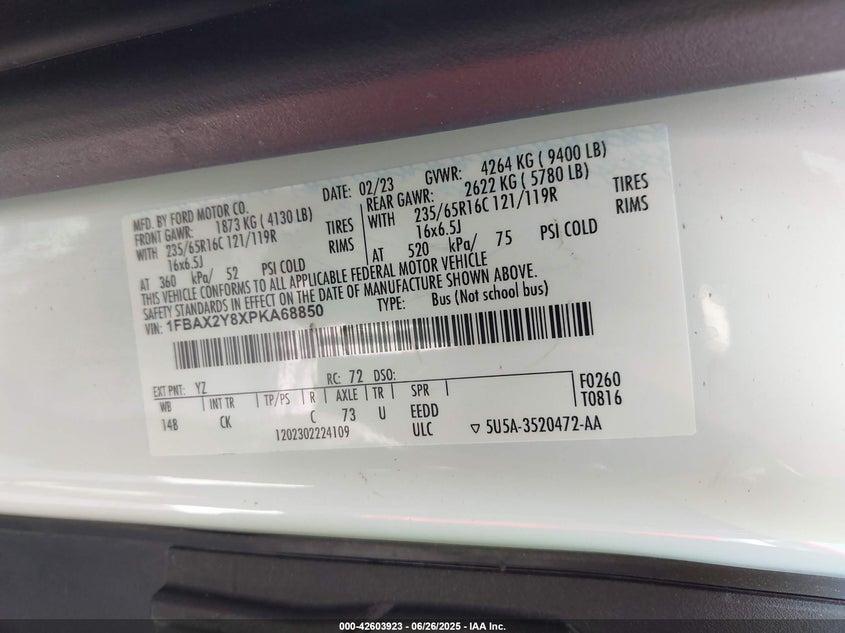 MFD. BY FORD MOTOR CO.
DATE: 02/23 GVWR: 4264 KG ( 9400 LB)
FRONT GAWR: 1873 KG ( 4130 LB)
REAR GAWR: 2622 KG ( 5780 LB)
WITH 235/65R16C 121/119R TIRES
WITH 235/65R16C 121/119R TIRES
16x6.5J RIMS
16x6.5J RIMS
AT 360 kPa/ 52 PSI COLD
AT 520 kPa/ 75 PSI COLD
THIS VEHICLE CONFORMS TO ALL APPLICABLE FEDERAL MOTOR VEHICLE
SAFETY STANDARDS IN EFFECT ON THE DATE OF MANUFACTURE SHOWN ABOVE.
VIN: 1FBAX2Y8XPKA68850 TYPE: Bus (Not school bus)
EXT PNT: YZ RC: 72 DSO: F0260
WB INT TR TP/PS R AXLE TR SPR T0816
148 CK C 73 U EEDD
1202302224109 ULC ▽ 5U5A-3520472-AA
000-42603923 - 06/26/2025 - IAA Inc.